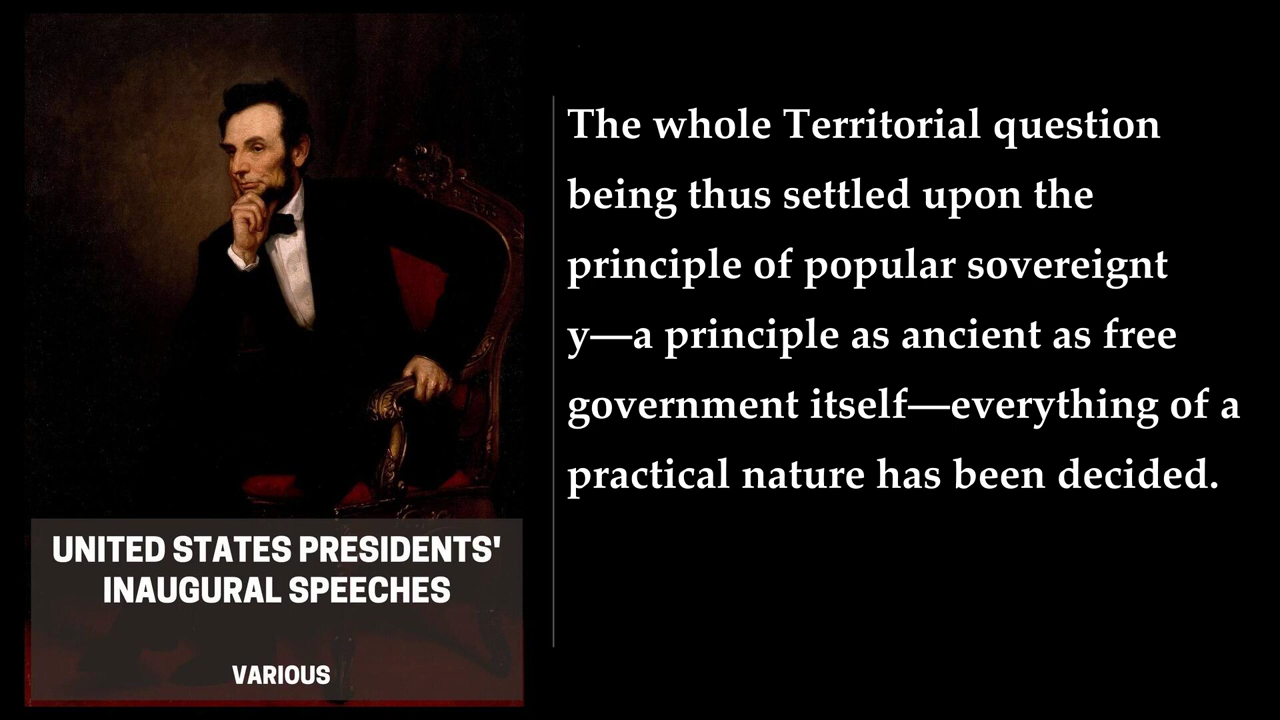 The whole Territorial question
being thus settled upon the
principle of popular sovereignt
y—a principle as ancient as free
government itself—everything of a
practical nature has been decided.
UNITED STATES PRESIDENTS'
INAUGURAL SPEECHES
VARIOUS